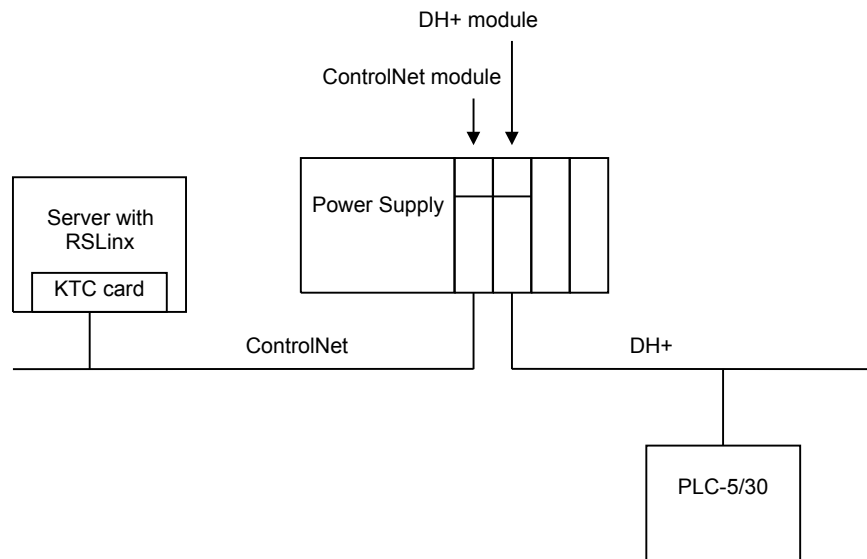 DH+ module
ControlNet module
Power Supply
Server with
RSLinx
KTC card
ControlNet
DH+
PLC-5/30